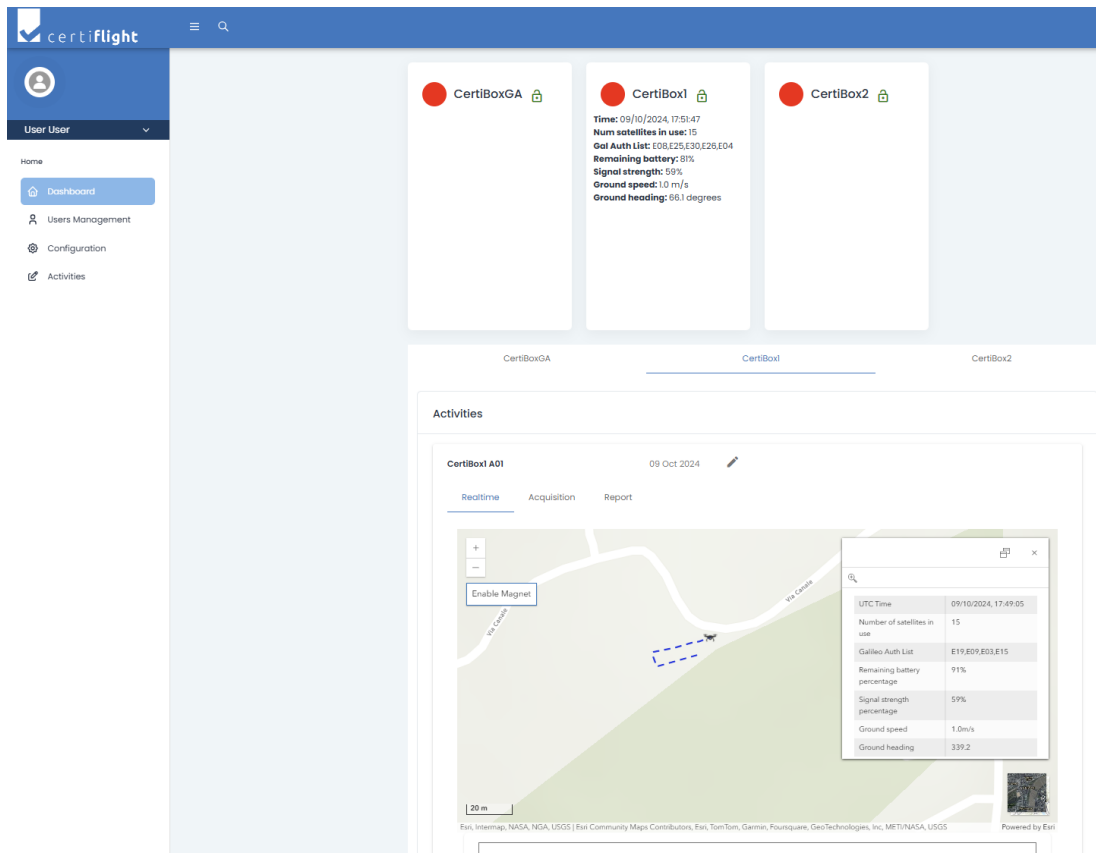 certiflight
User User
Home
Dashboard
Users Management
Configuration
Activities
CertiBoxGA
CertiBox1
Time: 09/10/2024, 17:51:47
Num satellites in use: 15
Gal Auth List: E08,E25,E30,E26,E04
Remaining battery: 81%
Signal strength: 59%
Ground speed: 1.0 m/s
Ground heading: 66.1 degrees
CertiBox2
CertiBoxGA
CertiBox1
CertiBox2
Activities
CertiBox1 A01
09 Oct 2024
Realtime
Acquisition
Report
+
−
Enable Magnet
Via Canale
Via Canale
UTC Time 09/10/2024, 17:49:05
Number of satellites in 15
use
Galileo Auth List E19,E09,E03,E15
Remaining battery 91%
percentage
Signal strength 59%
percentage
Ground speed 1.0m/s
Ground heading 339.2
20 m
Esri, Intermap, NASA, NGA, USGS | Esri Community Maps Contributors, Esri, TomTom, Garmin, Foursquare, GeoTechnologies, Inc, METI/NASA, USGS
Powered by Esri